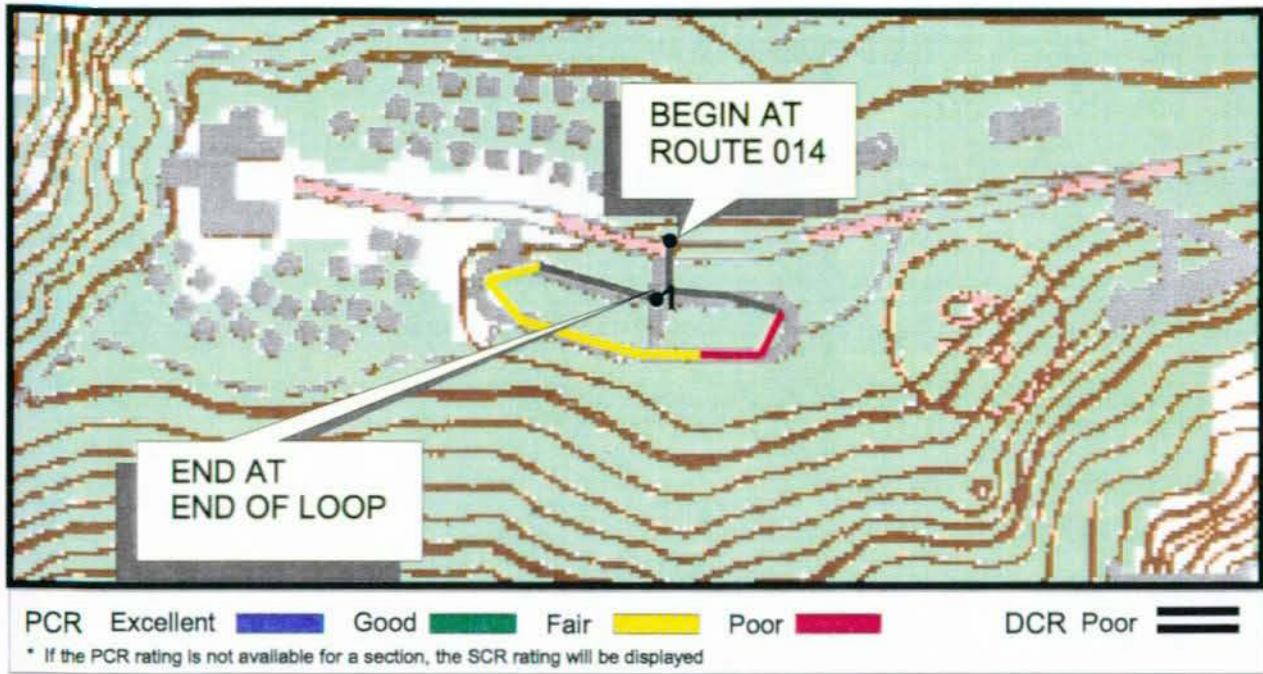 BEGIN AT
ROUTE 014
1
END AT
END OF LOOP
PCR Excellent Good Fair Poor DCR Poor
* If the PCR rating is not available for a section, the SCR rating will be displayed